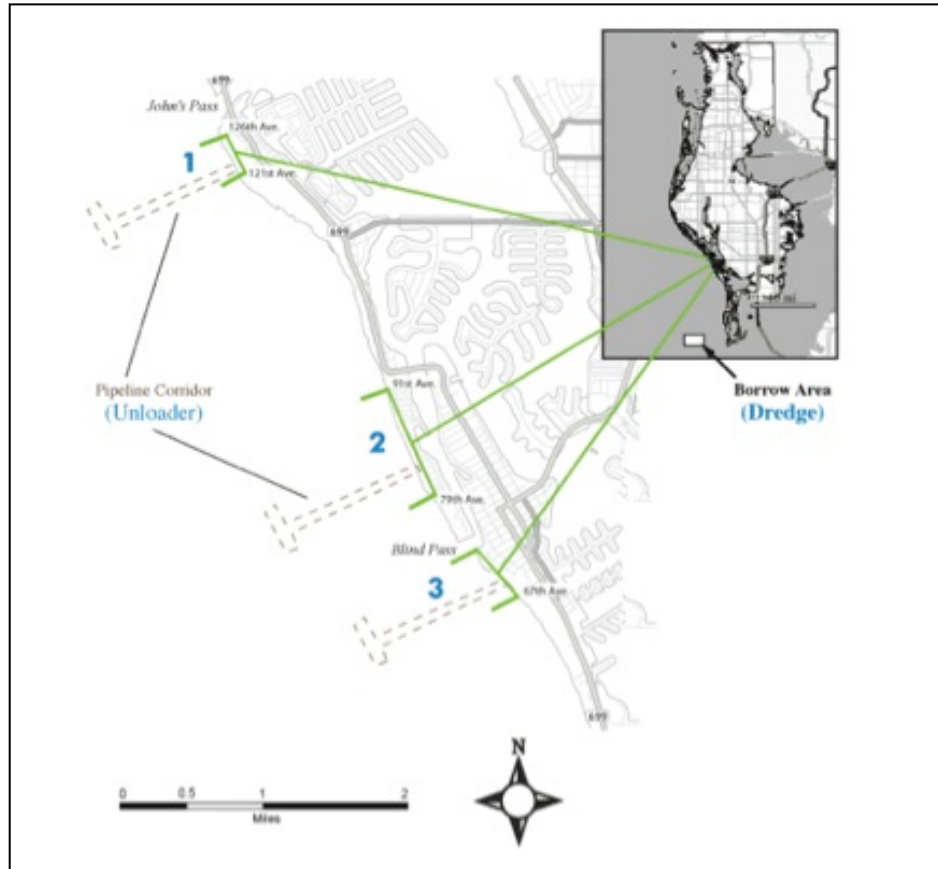 699
John's Pass
126th Ave.
1
121st Ave.
699
Pipeline Corridor
(Unloader)
91st Ave.
Borrow Area
(Dredge)
2
79th Ave.
Blind Pass
3
67th Ave.
699
N
0 0.5 1 2
Miles